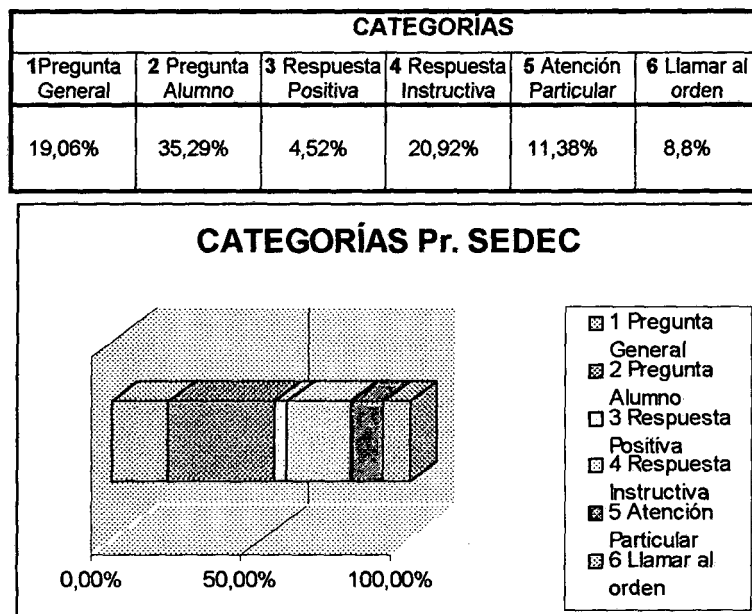 CATEGORÍAS
1Pregunta General
2 Pregunta Alumno
3 Respuesta Positiva
4 Respuesta Instructiva
5 Atención Particular
6 Llamar al orden
19,06% 35,29% 4,52% 20,92% 11,38% 8,8%
CATEGORÍAS Pr. SEDEC
1 Pregunta
General
2 Pregunta
Alumno
3 Respuesta
Positiva
4 Respuesta
Instructiva
5 Atención
Particular
6 Llamar al
orden
0,00% 50,00% 100,00%